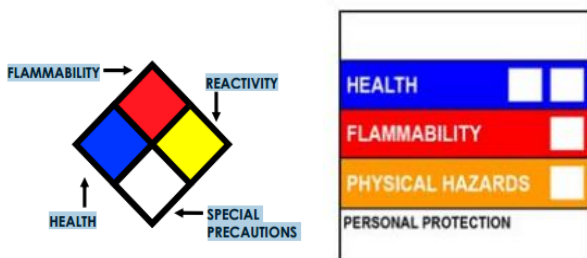 FLAMMABILITY
REACTIVITY
HEALTH
SPECIAL
PRECAUTIONS
HEALTH
FLAMMABILITY
PHYSICAL HAZARDS
PERSONAL PROTECTION